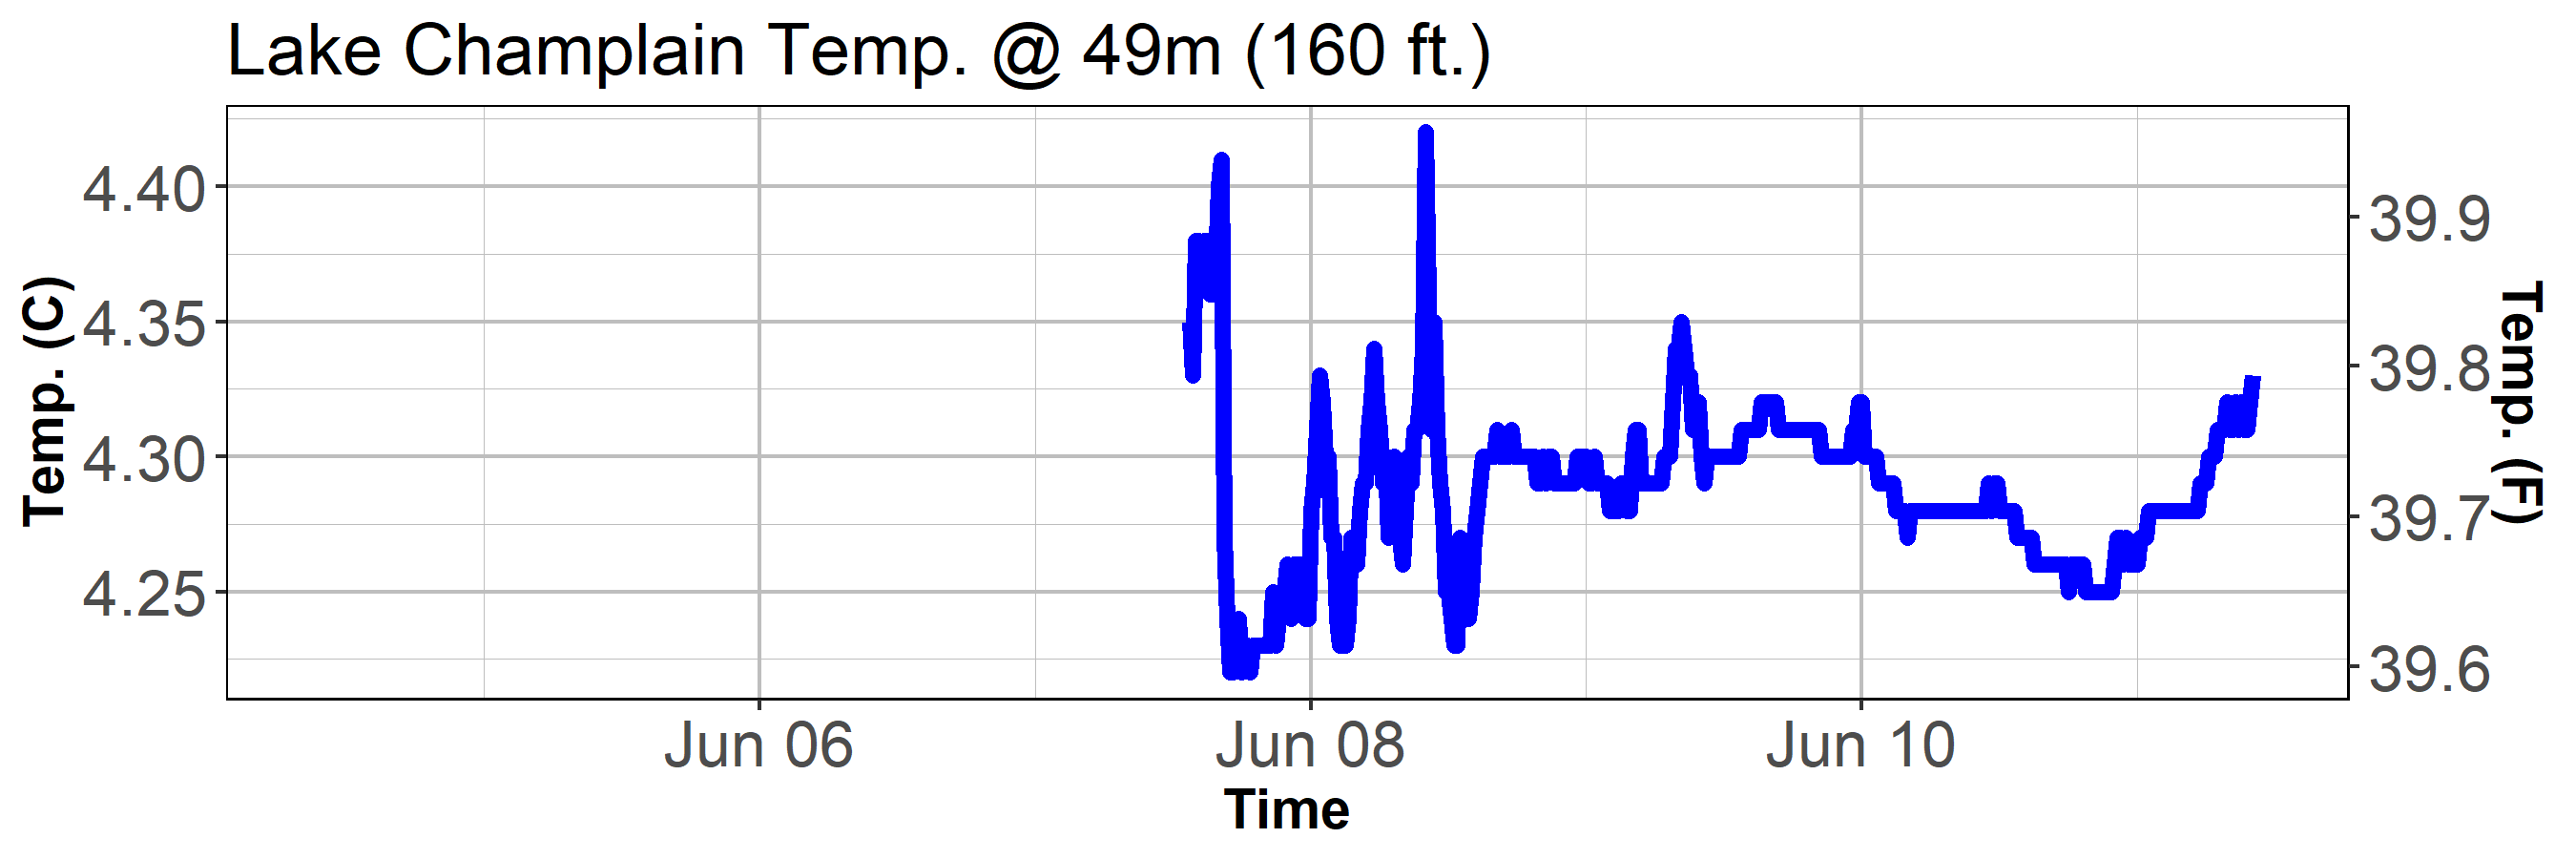 Lake Champlain Temp. @ 49m (160 ft.)
Temp. (C)
4.40
4.35
4.30
4.25
39.9
39.8
39.7
39.6
Temp. (F)
Jun 06
Jun 08
Jun 10
Time